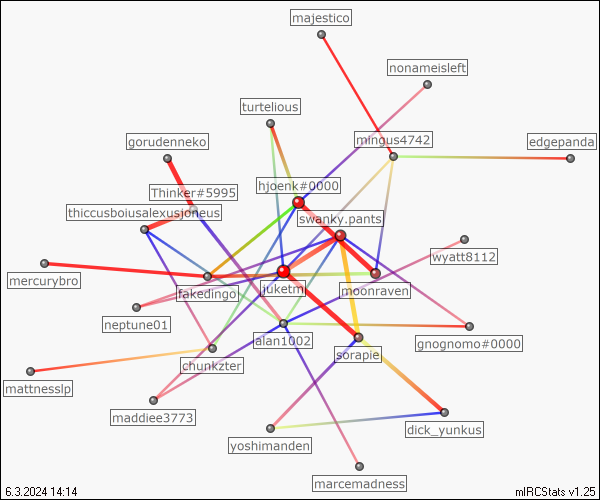 majestico
nonameisleft
turtelious
mingus4742
gorudenneko
edgepanda
hjoenk#0000
Thinker#5995
thiccusboiusalexusjoneus
swanky.pants
wyatt8112
mercurybro
fakedingo
juketmj
moonraven
neptune01
alan1002
gnognomo#0000
sorapie
chunkzter
mattnesslp
maddiee3773
dick_yunkus
yoshimanden
marcemadness
6.3.2024 14:14
mIRCStats v1.25